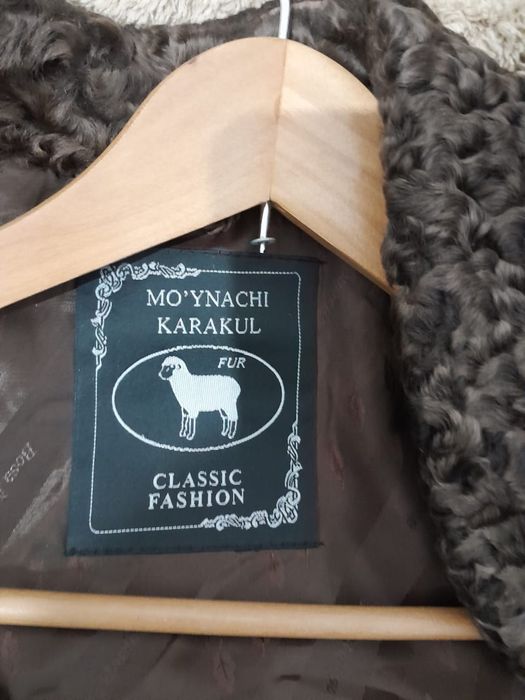 MO'YNACHI
KARAKUL
FUR
CLASSIC
FASHION